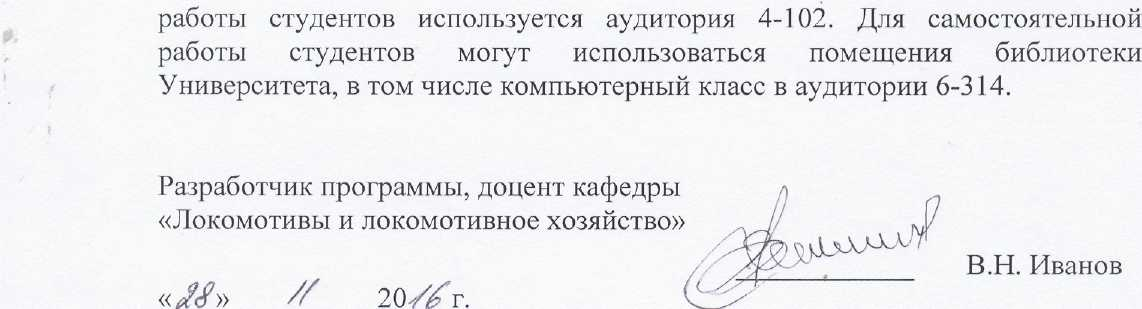 работы студентов используется аудитория 4-102. Для самостоятельной
работы студентов могут использоваться помещения библиотеки
Университета, в том числе компьютерный класс в аудитории 6-314.
Разработчик программы, доцент кафедры
«Локомотивы и локомотивное хозяйство»
В.Н. Иванов
«28» 11 2016 г.